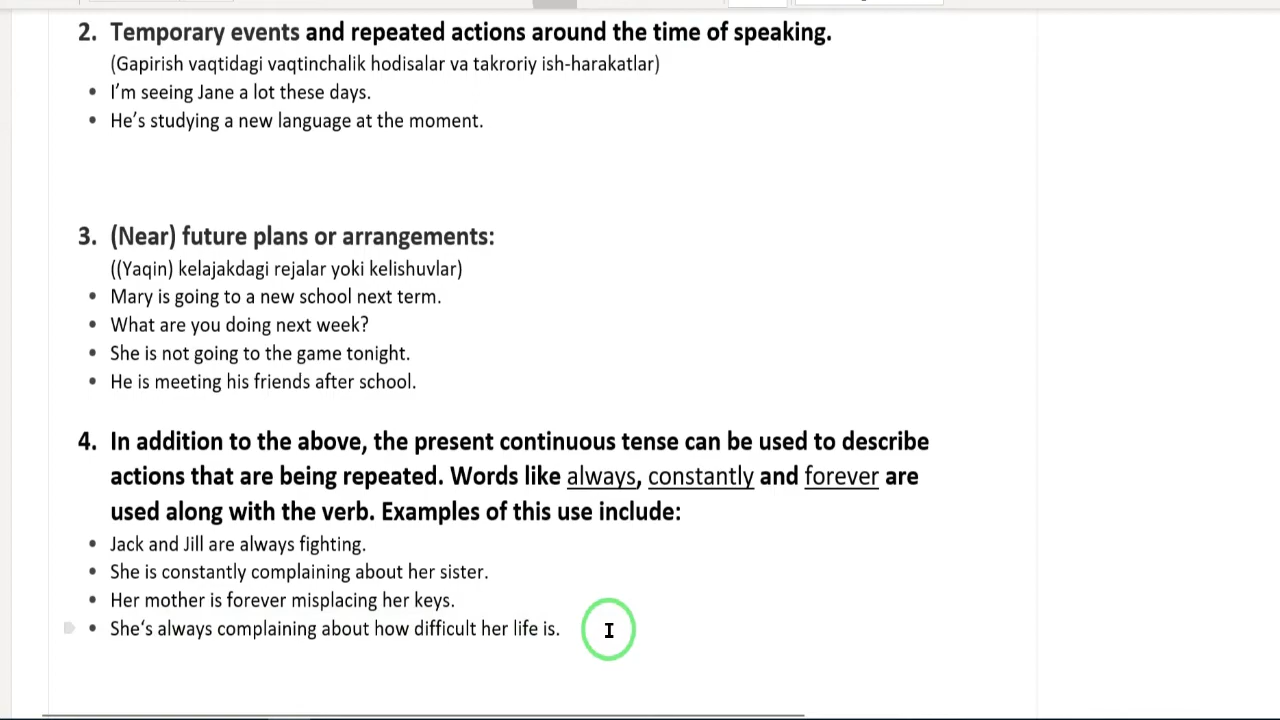 2. Temporary events and repeated actions around the time of speaking.
(Gapirish vaqtidagi vaqtinchalik hodisalar va takroriy ish-harakatlar)
• I’m seeing Jane a lot these days.
• He’s studying a new language at the moment.
3. (Near) future plans or arrangements:
((Yaqin) kelajakdagi rejalar yoki kelishuvlar)
• Mary is going to a new school next term.
• What are you doing next week?
• She is not going to the game tonight.
• He is meeting his friends after school.
4. In addition to the above, the present continuous tense can be used to describe
actions that are being repeated. Words like always, constantly and forever are
used along with the verb. Examples of this use include:
• Jack and Jill are always fighting.
• She is constantly complaining about her sister.
• Her mother is forever misplacing her keys.
• She‘s always complaining about how difficult her life is.